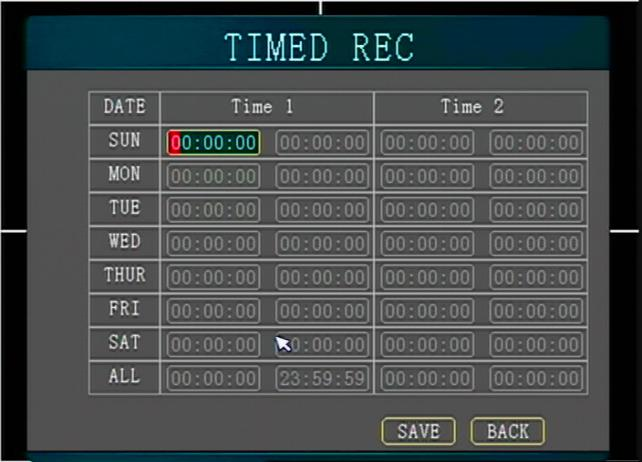 TIMED REC
DATE Time 1 Time 2
SUN 00:00:00 00:00:00 00:00:00 00:00:00
MON 00:00:00 00:00:00 00:00:00 00:00:00
TUE 00:00:00 00:00:00 00:00:00 00:00:00
WED 00:00:00 00:00:00 00:00:00 00:00:00
THUR 00:00:00 00:00:00 00:00:00 00:00:00
FRI 00:00:00 00:00:00 00:00:00 00:00:00
SAT 00:00:00 00:00:00 00:00:00 00:00:00
ALL 00:00:00 23:59:59 00:00:00 00:00:00
SAVE BACK